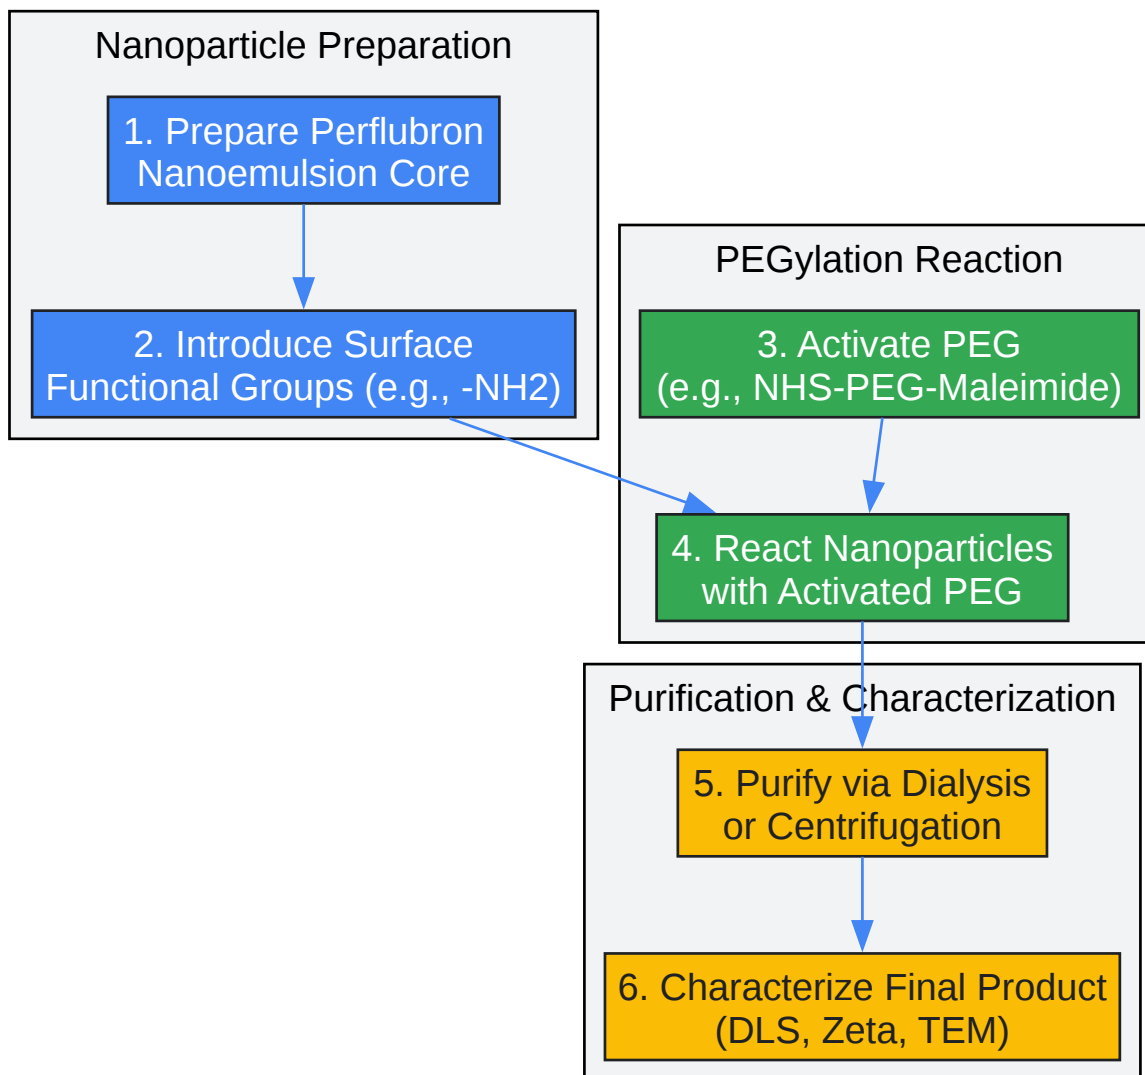 Nanoparticle Preparation
1. Prepare Perflubron
Nanoemulsion Core
2. Introduce Surface
Functional Groups (e.g., -NH2)
PEGylation Reaction
3. Activate PEG
(e.g., NHS-PEG-Maleimide)
4. React Nanoparticles
with Activated PEG
Purification & Characterization
5. Purify via Dialysis
or Centrifugation
6. Characterize Final Product
(DLS, Zeta, TEM)